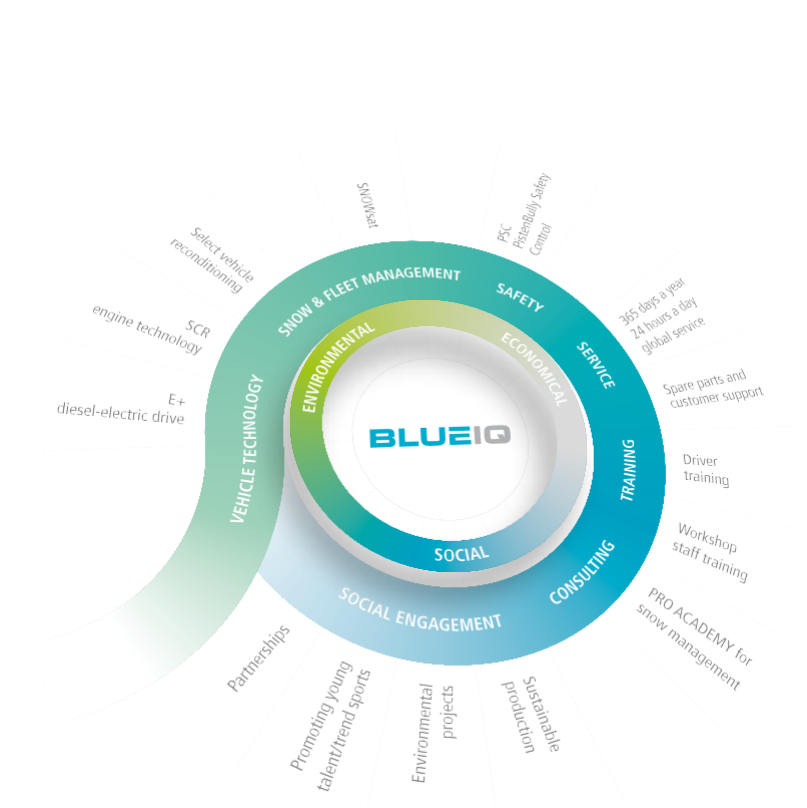 BLUEIQ
ENVIRONMENTAL
ECONOMICAL
SOCIAL
VEHICLE TECHNOLOGY
SNOW & FLEET MANAGEMENT
SAFETY
SERVICE
TRAINING
CONSULTING
SOCIAL ENGAGEMENT
E+
diesel-electric drive
SCR
engine technology
Select vehicle
reconditioning
SNOWsat
PSC
PistenBully Safety
Control
365 days a year
24 hours a day
global service
Spare parts and
customer support
Driver
training
Workshop
staff training
PRO ACADEMY for
snow management
Sustainable
production
Environmental
projects
Promoting young
talent/trend sports
Partnerships